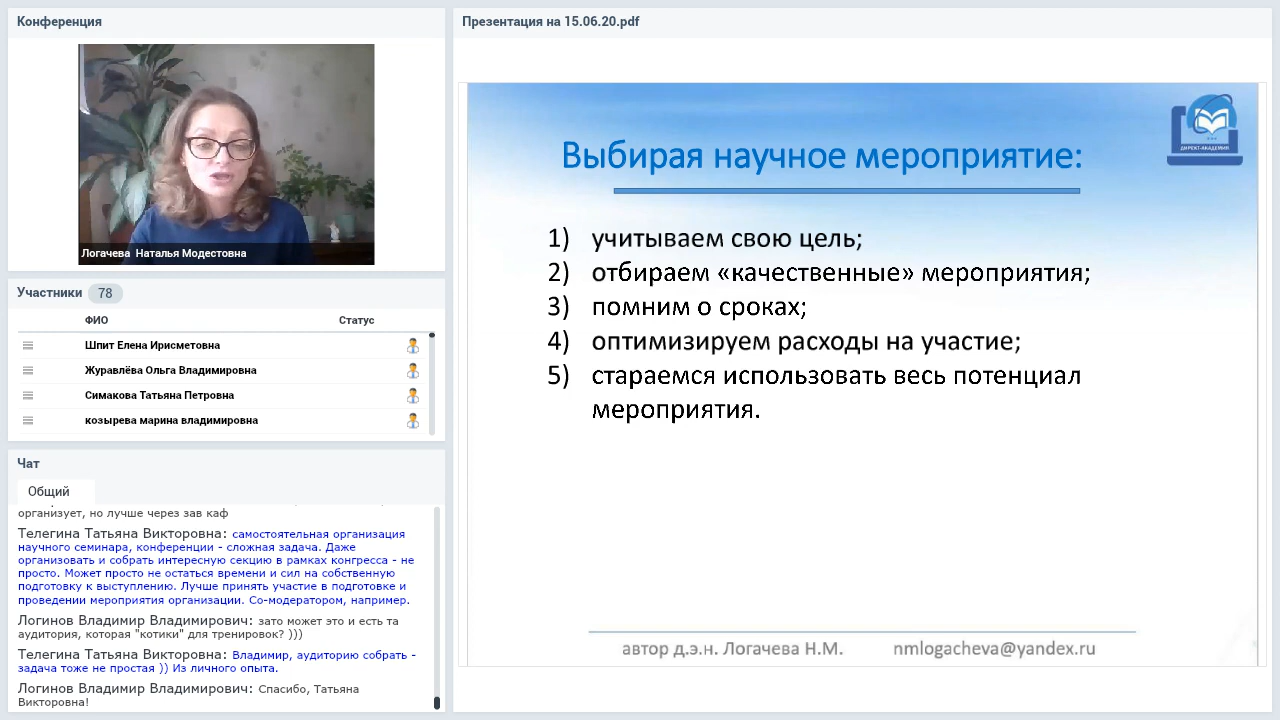 Конференция
Логачева Наталья Модестовна
Участники 78
ФИО Статус
Шпит Елена Ирисметовна
Журавлёва Ольга Владимировна
Симакова Татьяна Петровна
козырева марина владимировна
Чат
Общий
организует, но лучше через зав каф
Телегина Татьяна Викторовна: самостоятельная организация
научного семинара, конференции - сложная задача. Даже
организовать и собрать интересную секцию в рамках конгресса - не
просто. Может просто не остаться времени и сил на собственную
подготовку к выступлению. Лучше принять участие в подготовке и
проведении мероприятия организации. Со-модератором, например.
Логинов Владимир Владимирович: зато может это и есть та
аудитория, которая "котики" для тренировок? )))
Телегина Татьяна Викторовна: Владимир, аудиторию собрать -
задача тоже не простая )) Из личного опыта.
Логинов Владимир Владимирович: Спасибо, Татьяна
Викторовна!
Презентация на 15.06.20.pdf
ДИРЕКТ-АКАДЕМИЯ
Выбирая научное мероприятие:
1) учитываем свою цель;
2) отбираем «качественные» мероприятия;
3) помним о сроках;
4) оптимизируем расходы на участие;
5) стараемся использовать весь потенциал
мероприятия.
автор д.э.н. Логачева Н.М. nmlogacheva@yandex.ru